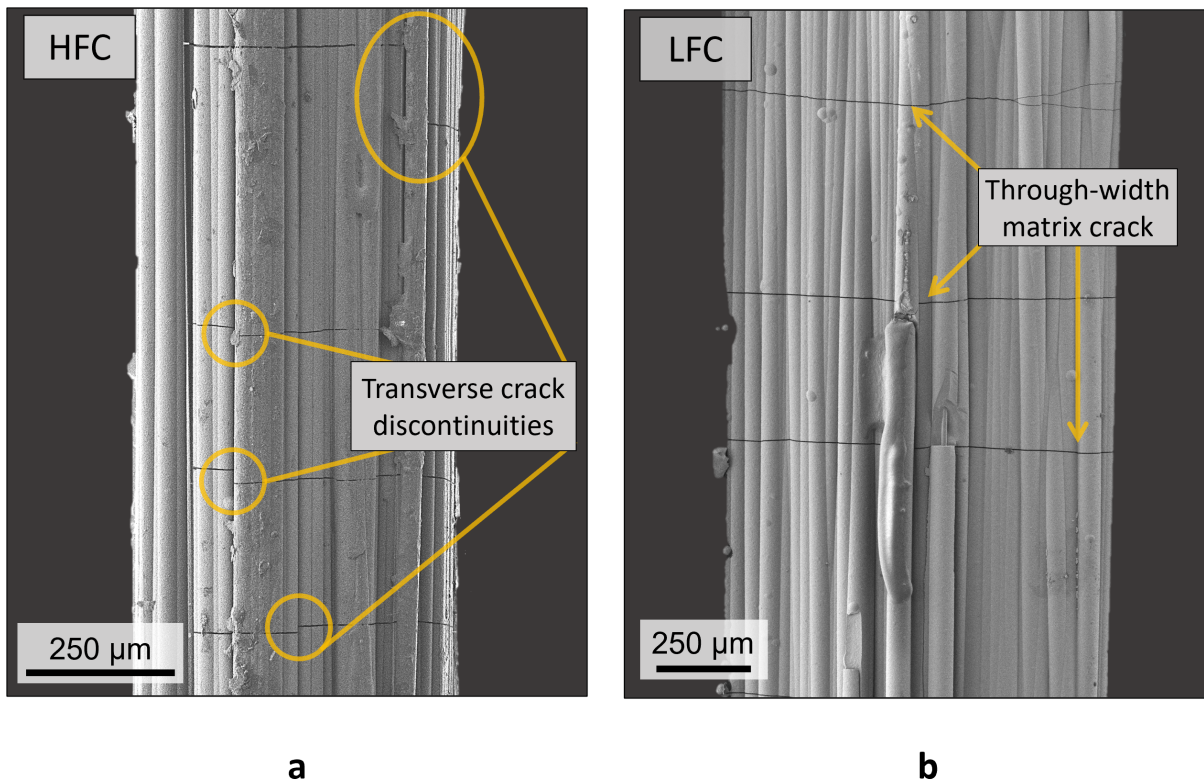 HFC
Transverse crack
discontinuities
250 µm
a
LFC
Through-width
matrix crack
250 µm
b